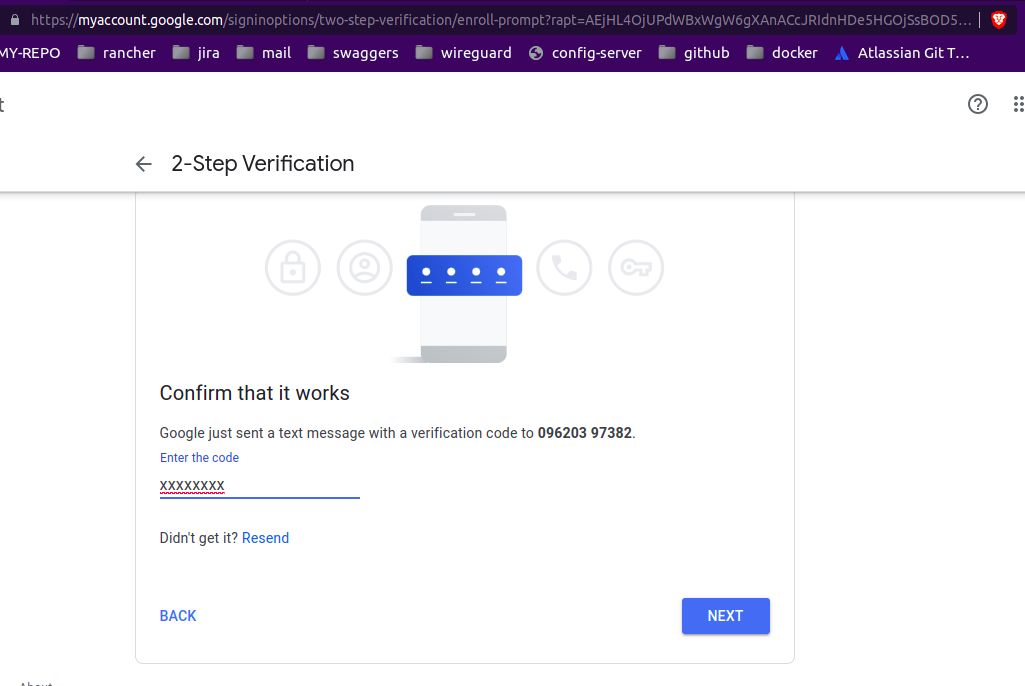 https://myaccount.google.com/signinoptions/two-step-verification/enroll-prompt?rapt=AEjHL4OjUPdWBxWgW6gXAnACcJRIdnHDe5HGOjSsBOD5...
MY-REPO rancher jira mail swaggers wireguard config-server github docker Atlassian Git T...
t
2-Step Verification
Confirm that it works
Google just sent a text message with a verification code to 096203 97382.
Enter the code
xxxxxxxx
Didn't get it? Resend
BACK NEXT
About